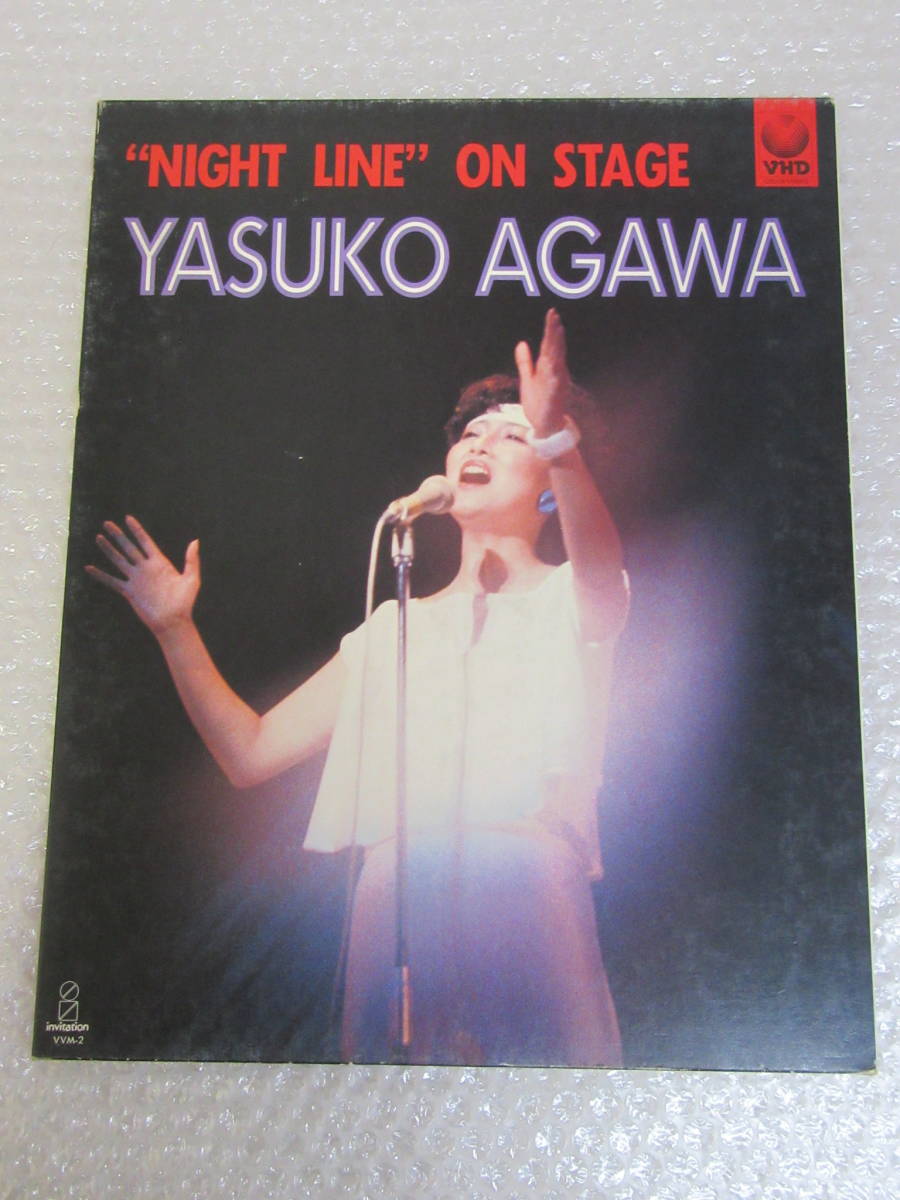 “NIGHT LINE” ON STAGE
VHD
YASUKO AGAWA
invitation
VVM-2